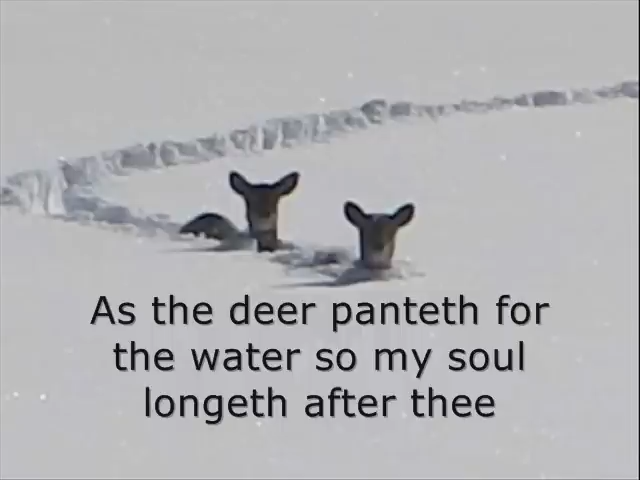 As the deer panteth for
the water so my soul
longeth after thee